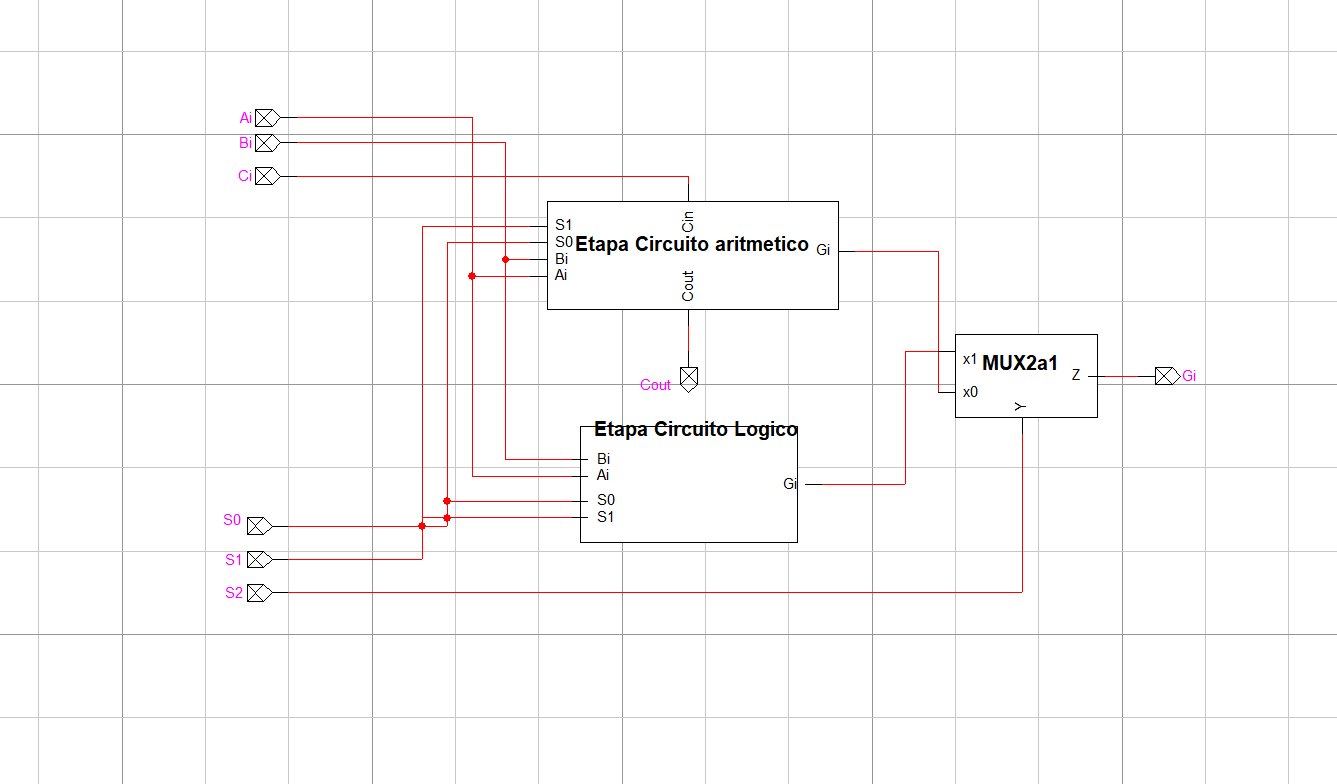 Ai
Bi
Ci
S1
S0
Bi
Ai
Cin
Etapa Circuito aritmetico
Cout
Gi
Cout
x1
x0
MUX2a1
Z
Y
Gi
Etapa Circuito Logico
Bi
Ai
S0
S1
Gi
S0
S1
S2